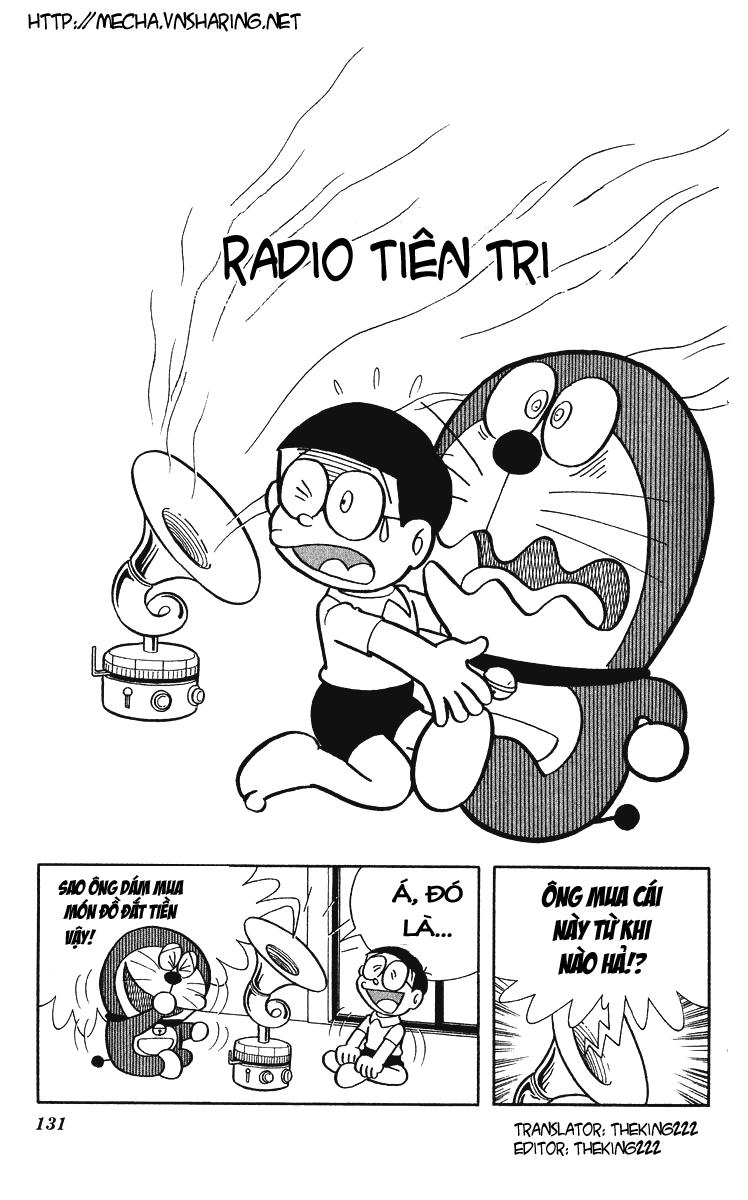 HTTP://MECHA.VNSHARING.NET
RADIO TIÊN TRI
SAO ÔNG DÁM MUA
MÓN ĐỒ ĐẮT TIỀN
VẬY!
Á, ĐÓ
LÀ...
ÔNG MUA CÁI
NÀY TỪ KHI
NÀO HẢ!?
131
TRANSLATOR: THEKING222
EDITOR: THEKING222